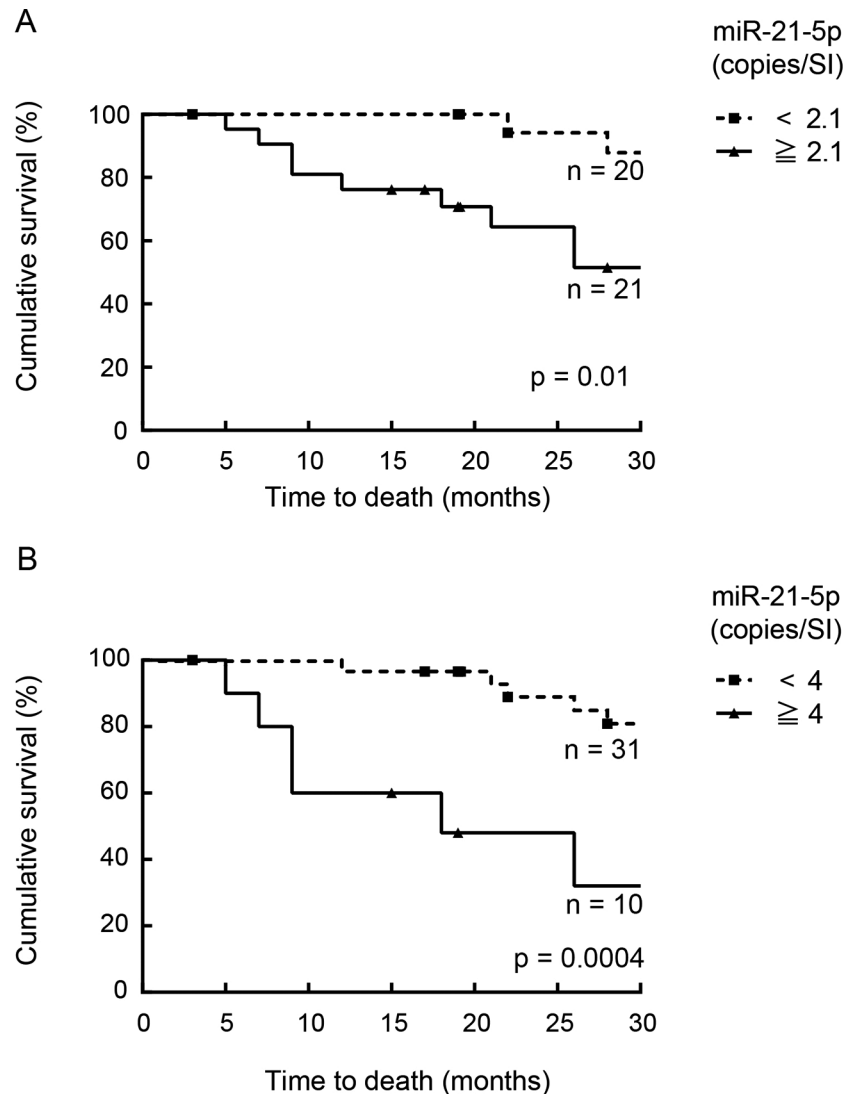 A
miR-21-5p
(copies/SI)
< 2.1
≧ 2.1
Cumulative survival (%)
100
80
60
40
20
0
n = 20
n = 21
p = 0.01
0 5 10 15 20 25 30
Time to death (months)
B
miR-21-5p
(copies/SI)
< 4
≧ 4
Cumulative survival (%)
100
80
60
40
20
0
n = 31
n = 10
p = 0.0004
0 5 10 15 20 25 30
Time to death (months)